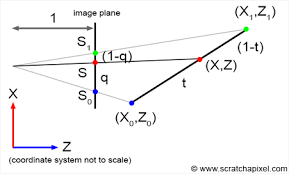 image plane
1
(X₁,Z₁)
S₁
(1-q)
(1-t)
S
(X,Z)
q
t
S₀
(X₀,Z₀)
X
Z
(coordinate system not to scale)
© www.scratchapixel.com